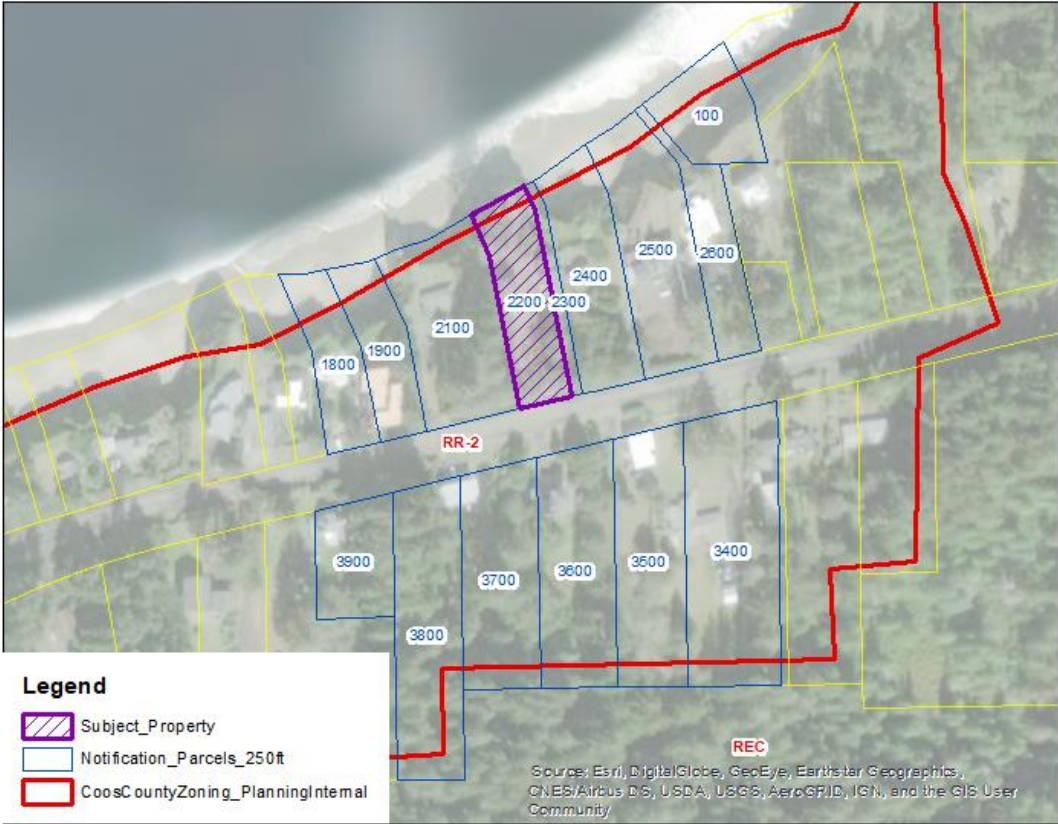 100
2600
2500
2400
2200
2300
2100
1900
1800
RR-2
3900
3800
3700
3600
3500
3400
REC
Legend
Subject_Property
Notification_Parcels_250ft
CoosCountyZoning_PlanningInternal
Source: Esri, DigitalGlobe, GeoEye, Earthstar Geographics,
CNES/Airbus DS, USDA, USGS, AeroGRID, IGN, and the GIS User
Community